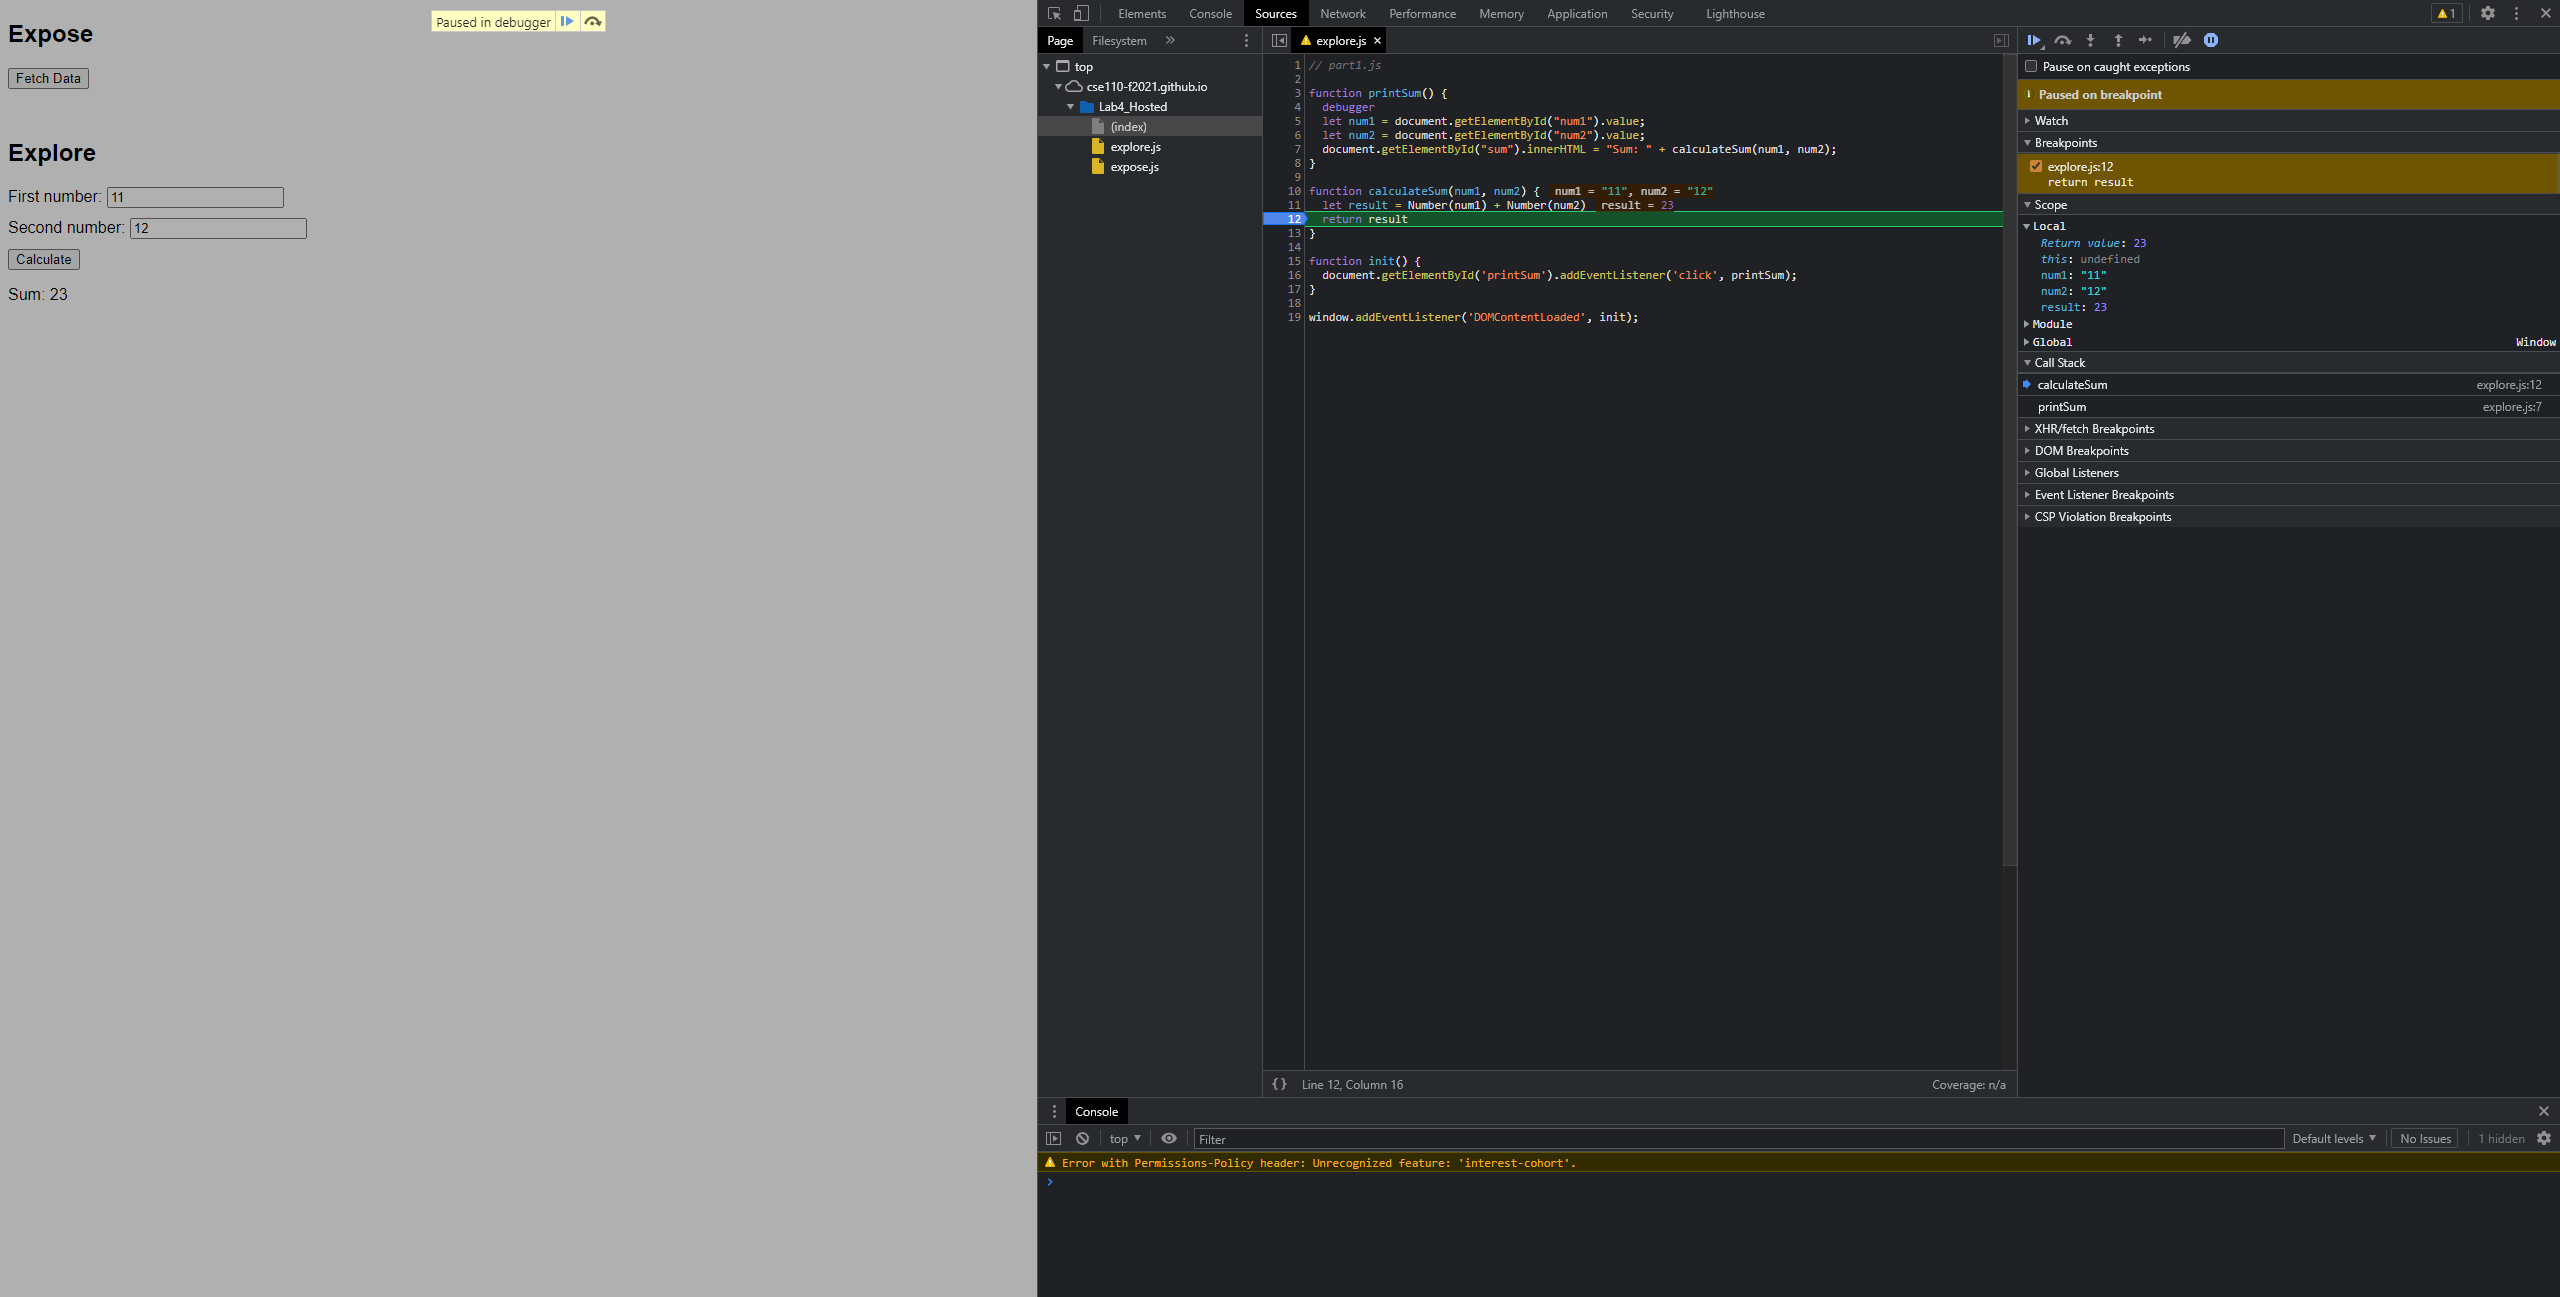 Paused in debugger
Expose
Fetch Data
Explore
First number: 11
Second number: 12
Calculate
Sum: 23
Elements Console Sources Network Performance Memory Application Security Lighthouse 1
Page Filesystem »
top
cse110-f2021.github.io
Lab4_Hosted
(index)
explore.js
expose.js
explore.js ×
1 // part1.js
2
3 function printSum() {
4 debugger
5 let num1 = document.getElementById("num1").value;
6 let num2 = document.getElementById("num2").value;
7 document.getElementById("sum").innerHTML = "Sum: " + calculateSum(num1, num2);
8 }
9
10 function calculateSum(num1, num2) { num1 = "11", num2 = "12"
11 let result = Number(num1) + Number(num2) result = 23
12 return result
13 }
14
15 function init() {
16 document.getElementById('printSum').addEventListener('click', printSum);
17 }
18
19 window.addEventListener('DOMContentLoaded', init);
{} Line 12, Column 16 Coverage: n/a
Pause on caught exceptions
Paused on breakpoint
Watch
Breakpoints
explore.js:12
return result
Scope
Local
Return value: 23
this: undefined
num1: "11"
num2: "12"
result: 23
Module
Global Window
Call Stack
calculateSum explore.js:12
printSum explore.js:7
XHR/fetch Breakpoints
DOM Breakpoints
Global Listeners
Event Listener Breakpoints
CSP Violation Breakpoints
Console
top Filter Default levels No Issues 1 hidden
Error with Permissions-Policy header: Unrecognized feature: 'interest-cohort'.